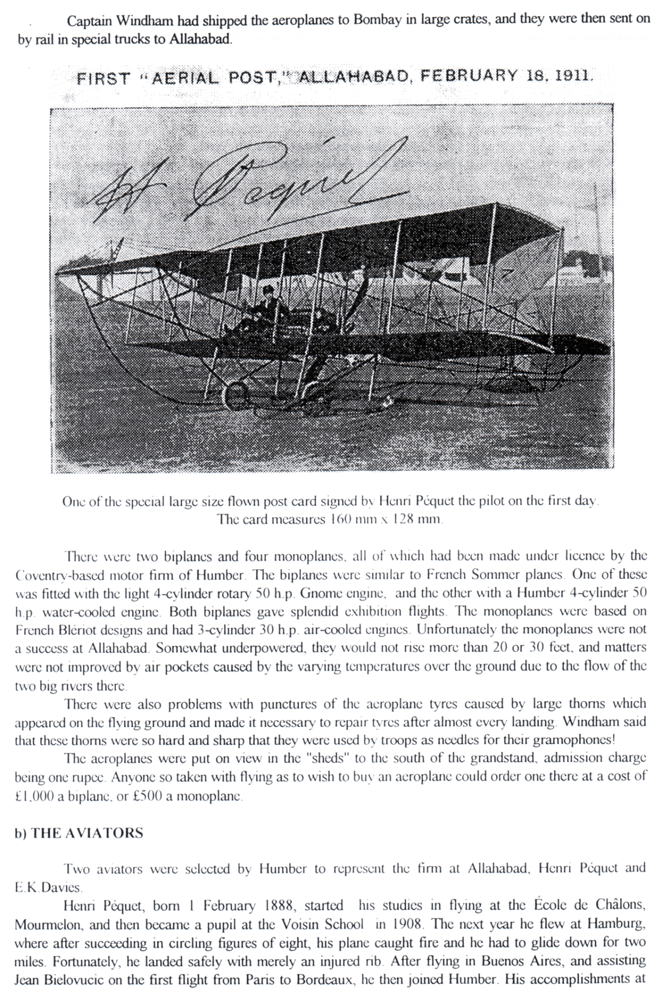 Captain Windham had shipped the aeroplanes to Bombay in large crates, and they were then sent on
by rail in special trucks to Allahabad.
FIRST "AERIAL POST," ALLAHABAD, FEBRUARY 18, 1911.
H Péquet
One of the special large size flown post card signed by Henri Péquet the pilot on the first day.
The card measures 160 mm x 128 mm.
There were two biplanes and four monoplanes, all of which had been made under licence by the
Coventry-based motor firm of Humber. The biplanes were similar to French Sommer planes. One of these
was fitted with the light 4-cylinder rotary 50 h.p. Gnome engine, and the other with a Humber 4-cylinder 50
h.p. water-cooled engine. Both biplanes gave splendid exhibition flights. The monoplanes were based on
French Blériot designs and had 3-cylinder 30 h.p. air-cooled engines. Unfortunately the monoplanes were not
a success at Allahabad. Somewhat underpowered, they would not rise more than 20 or 30 feet, and matters
were not improved by air pockets caused by the varying temperatures over the ground due to the flow of the
two big rivers there.
There were also problems with punctures of the aeroplane tyres caused by large thorns which
appeared on the flying ground and made it necessary to repair tyres after almost every landing. Windham said
that these thorns were so hard and sharp that they were used by troops as needles for their gramophones!
The aeroplanes were put on view in the "sheds" to the south of the grandstand, admission charge
being one rupee. Anyone so taken with flying as to wish to buy an aeroplane could order one there at a cost of
£1,000 a biplane, or £500 a monoplane.
b) THE AVIATORS
Two aviators were selected by Humber to represent the firm at Allahabad, Henri Péquet and
E.K.Davies.
Henri Péquet, born 1 February 1888, started his studies in flying at the École de Châlons,
Mourmelon, and then became a pupil at the Voisin School in 1908. The next year he flew at Hamburg,
where after succeeding in circling figures of eight, his plane caught fire and he had to glide down for two
miles. Fortunately, he landed safely with merely an injured rib. After flying in Buenos Aires, and assisting
Jean Bielovucic on the first flight from Paris to Bordeaux, he then joined Humber. His accomplishments at